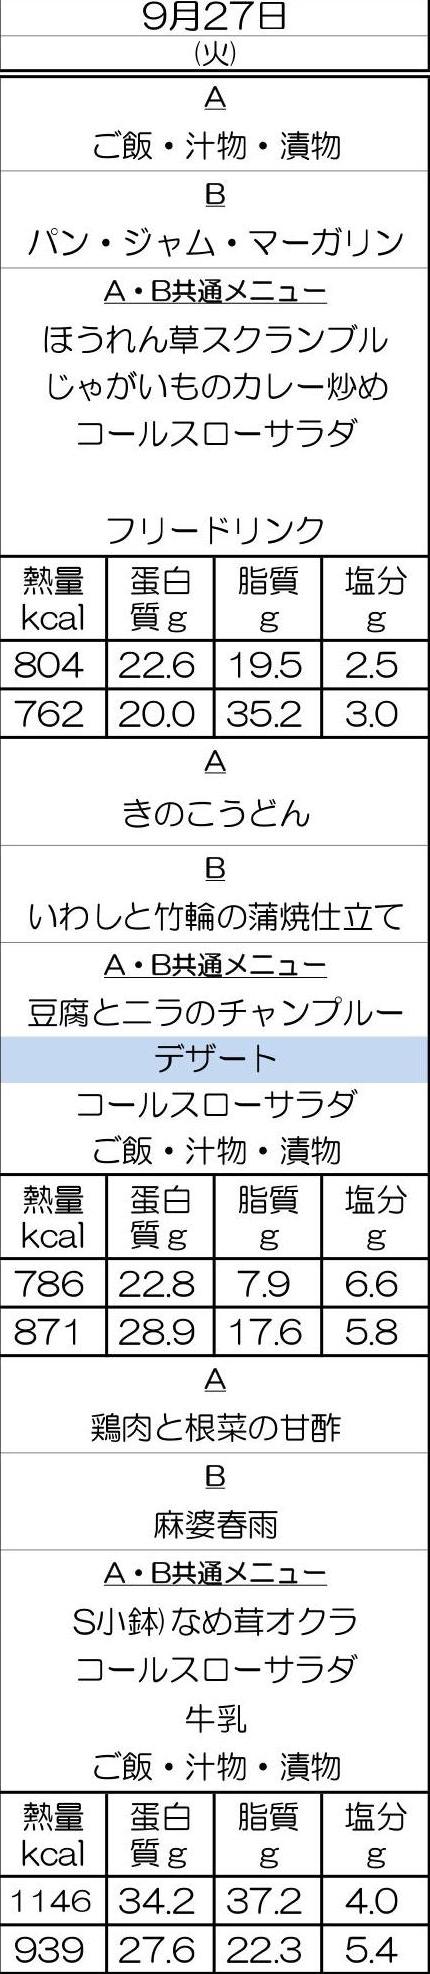 9月27日
(火)
A
ご飯・汁物・漬物
B
パン・ジャム・マーガリン
A・B共通メニュー
ほうれん草スクランブル
じゃがいものカレー炒め
コールスローサラダ
フリードリンク
熱量 蛋白 脂質 塩分
kcal 質g g g
804 22.6 19.5 2.5
762 20.0 35.2 3.0
A
きのこうどん
B
いわしと竹輪の蒲焼仕立て
A・B共通メニュー
豆腐とニラのチャンプルー
デザート
コールスローサラダ
ご飯・汁物・漬物
熱量 蛋白 脂質 塩分
kcal 質g g g
786 22.8 7.9 6.6
871 28.9 17.6 5.8
A
鶏肉と根菜の甘酢
B
麻婆春雨
A・B共通メニュー
S小鉢)なめ茸オクラ
コールスローサラダ
牛乳
ご飯・汁物・漬物
熱量 蛋白 脂質 塩分
kcal 質g g g
1146 34.2 37.2 4.0
939 27.6 22.3 5.4